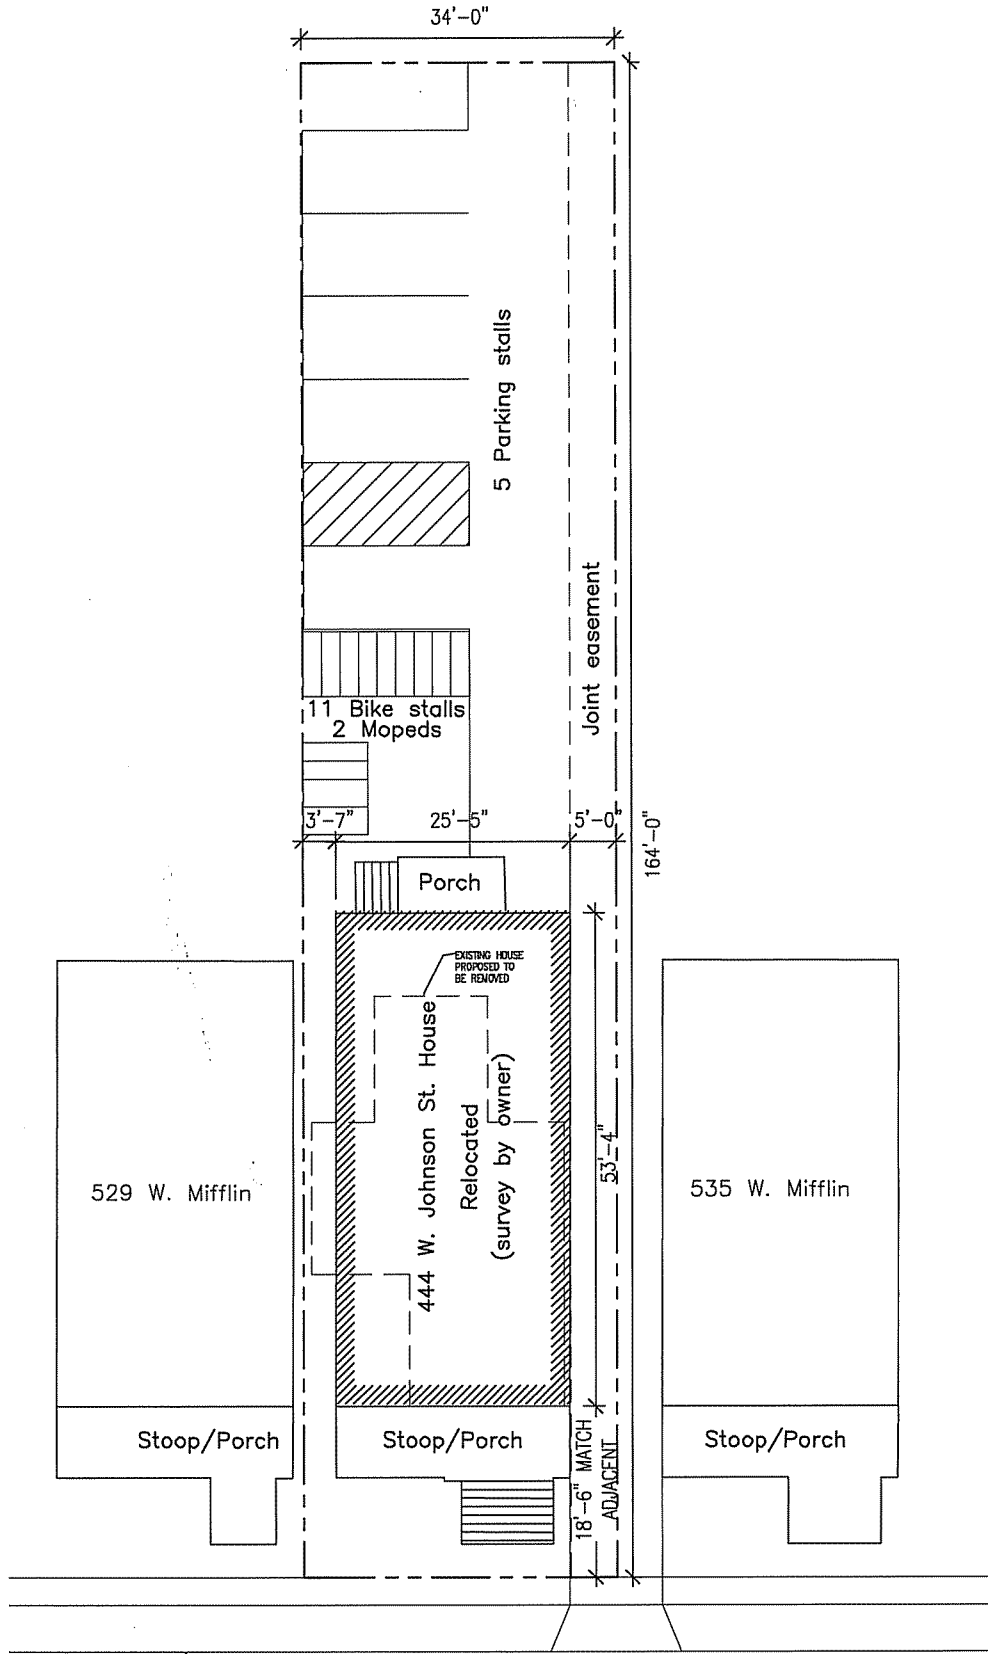 34'-0"
5 Parking stalls
Joint easement
11 Bike stalls
2 Mopeds
3'-7"
25'-5"
5'-0"
164'-0"
Porch
EXISTING HOUSE
PROPOSED TO
BE REMOVED
444 W. Johnson St. House
Relocated
(survey by owner)
53'-4"
529 W. Mifflin
535 W. Mifflin
Stoop/Porch
Stoop/Porch
Stoop/Porch
18'-6" MATCH
ADJACENT